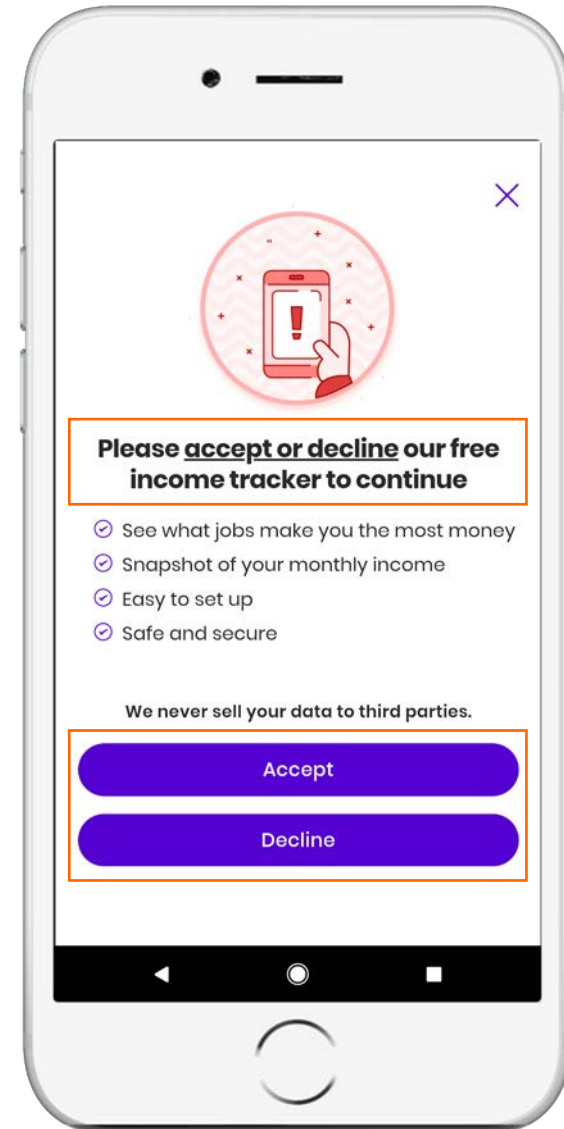 Please accept or decline our free
income tracker to continue
See what jobs make you the most money
Snapshot of your monthly income
Easy to set up
Safe and secure
We never sell your data to third parties.
Accept
Decline